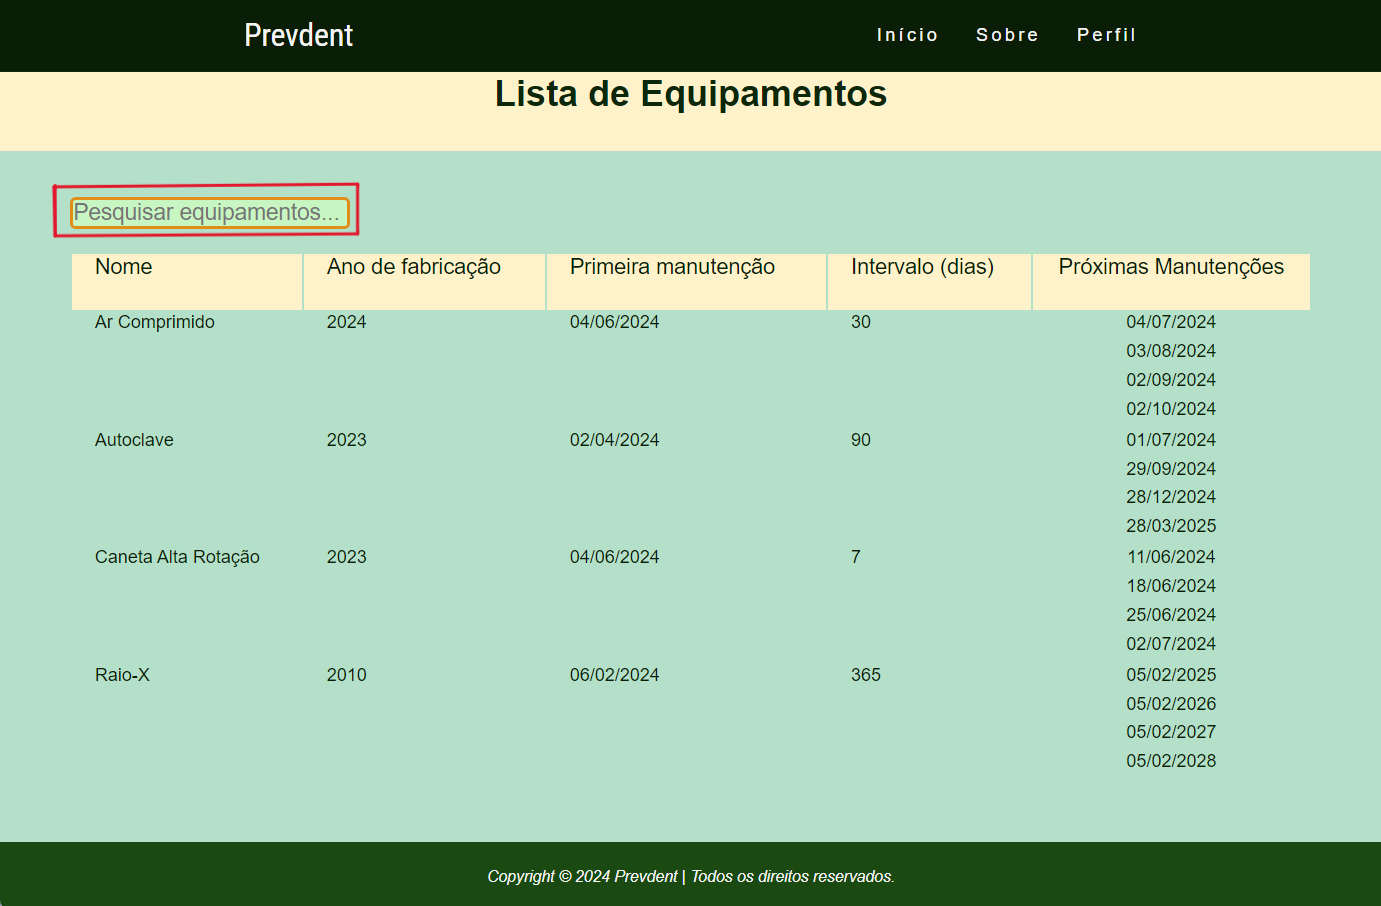 Prevdent Início Sobre Perfil
Lista de Equipamentos
Pesquisar equipamentos...
Nome Ano de fabricação Primeira manutenção Intervalo (dias) Próximas Manutenções
Ar Comprimido 2024 04/06/2024 30 04/07/2024
03/08/2024
02/09/2024
02/10/2024
Autoclave 2023 02/04/2024 90 01/07/2024
29/09/2024
28/12/2024
28/03/2025
Caneta Alta Rotação 2023 04/06/2024 7 11/06/2024
18/06/2024
25/06/2024
02/07/2024
Raio-X 2010 06/02/2024 365 05/02/2025
05/02/2026
05/02/2027
05/02/2028
Copyright © 2024 Prevdent | Todos os direitos reservados.